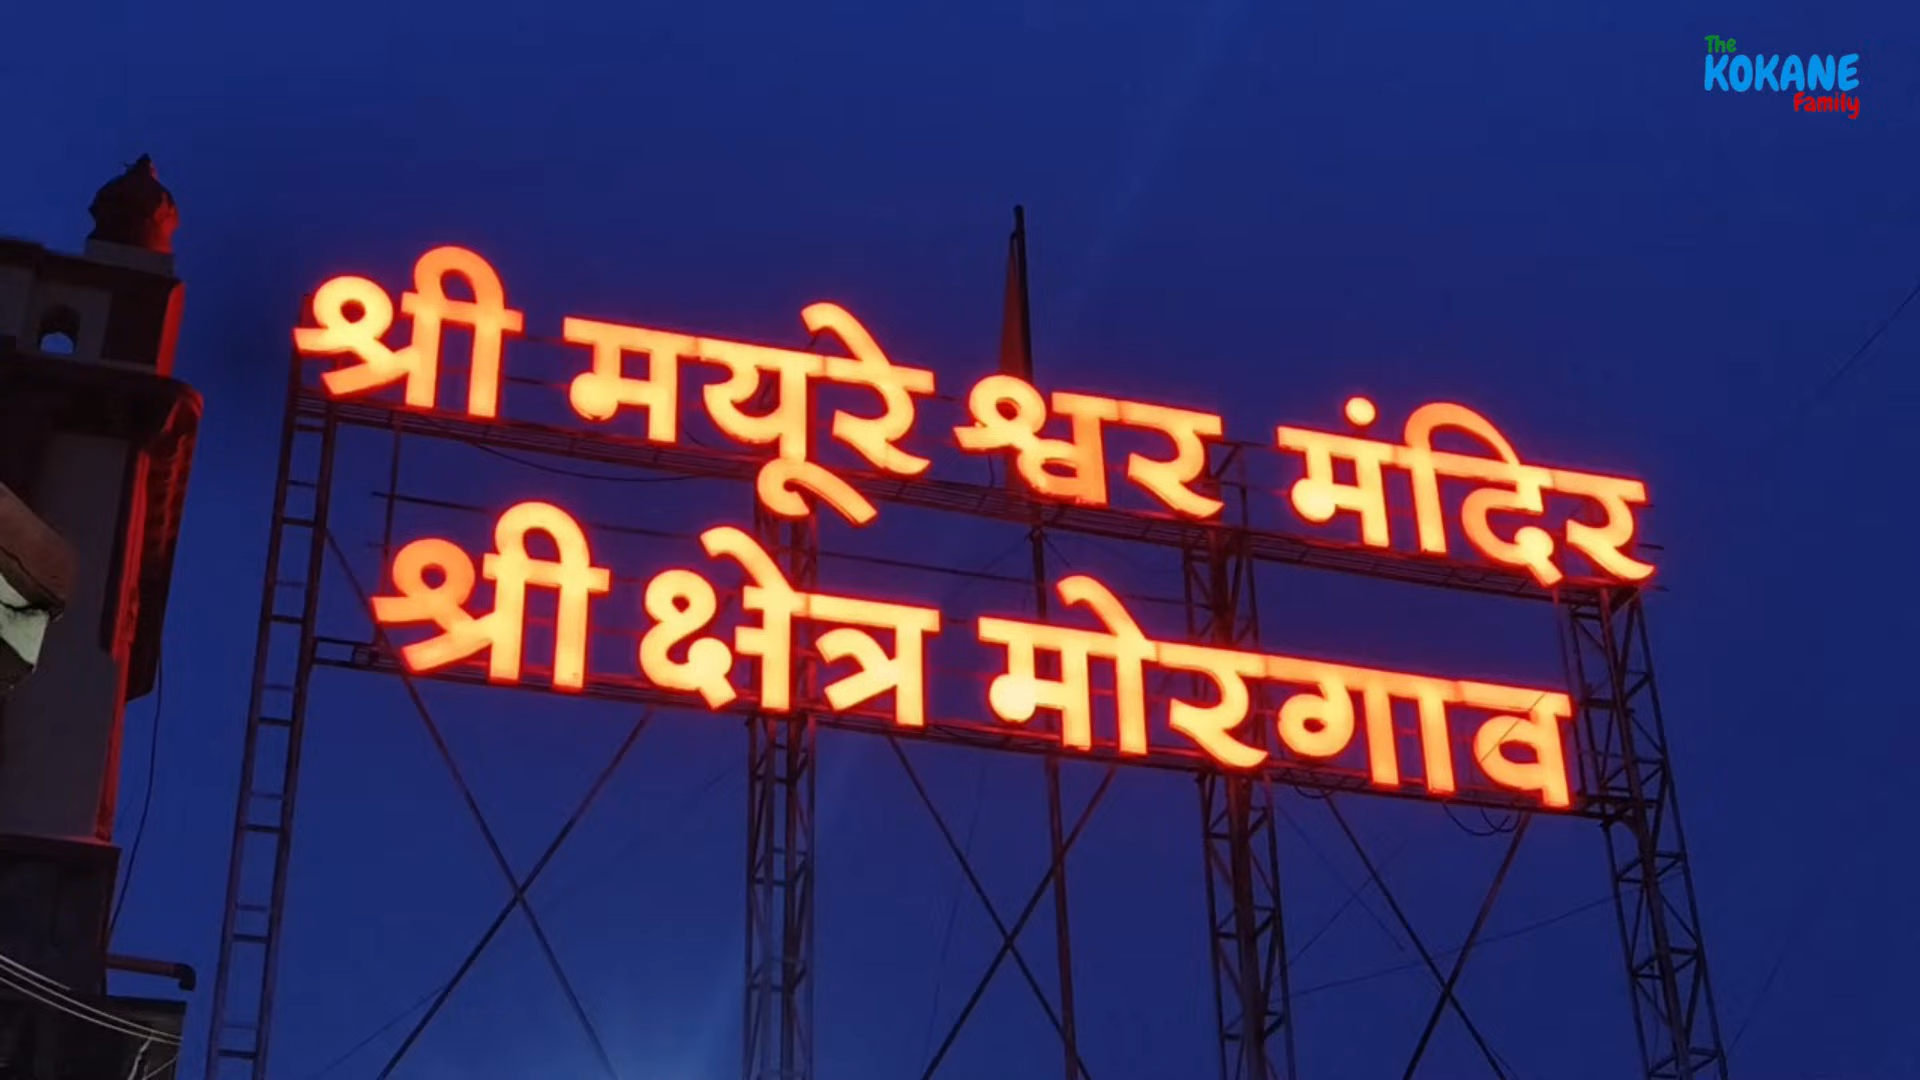 The
KOKANE
Family
श्री मयूरेश्वर मंदिर
श्री क्षेत्र मोरगाव